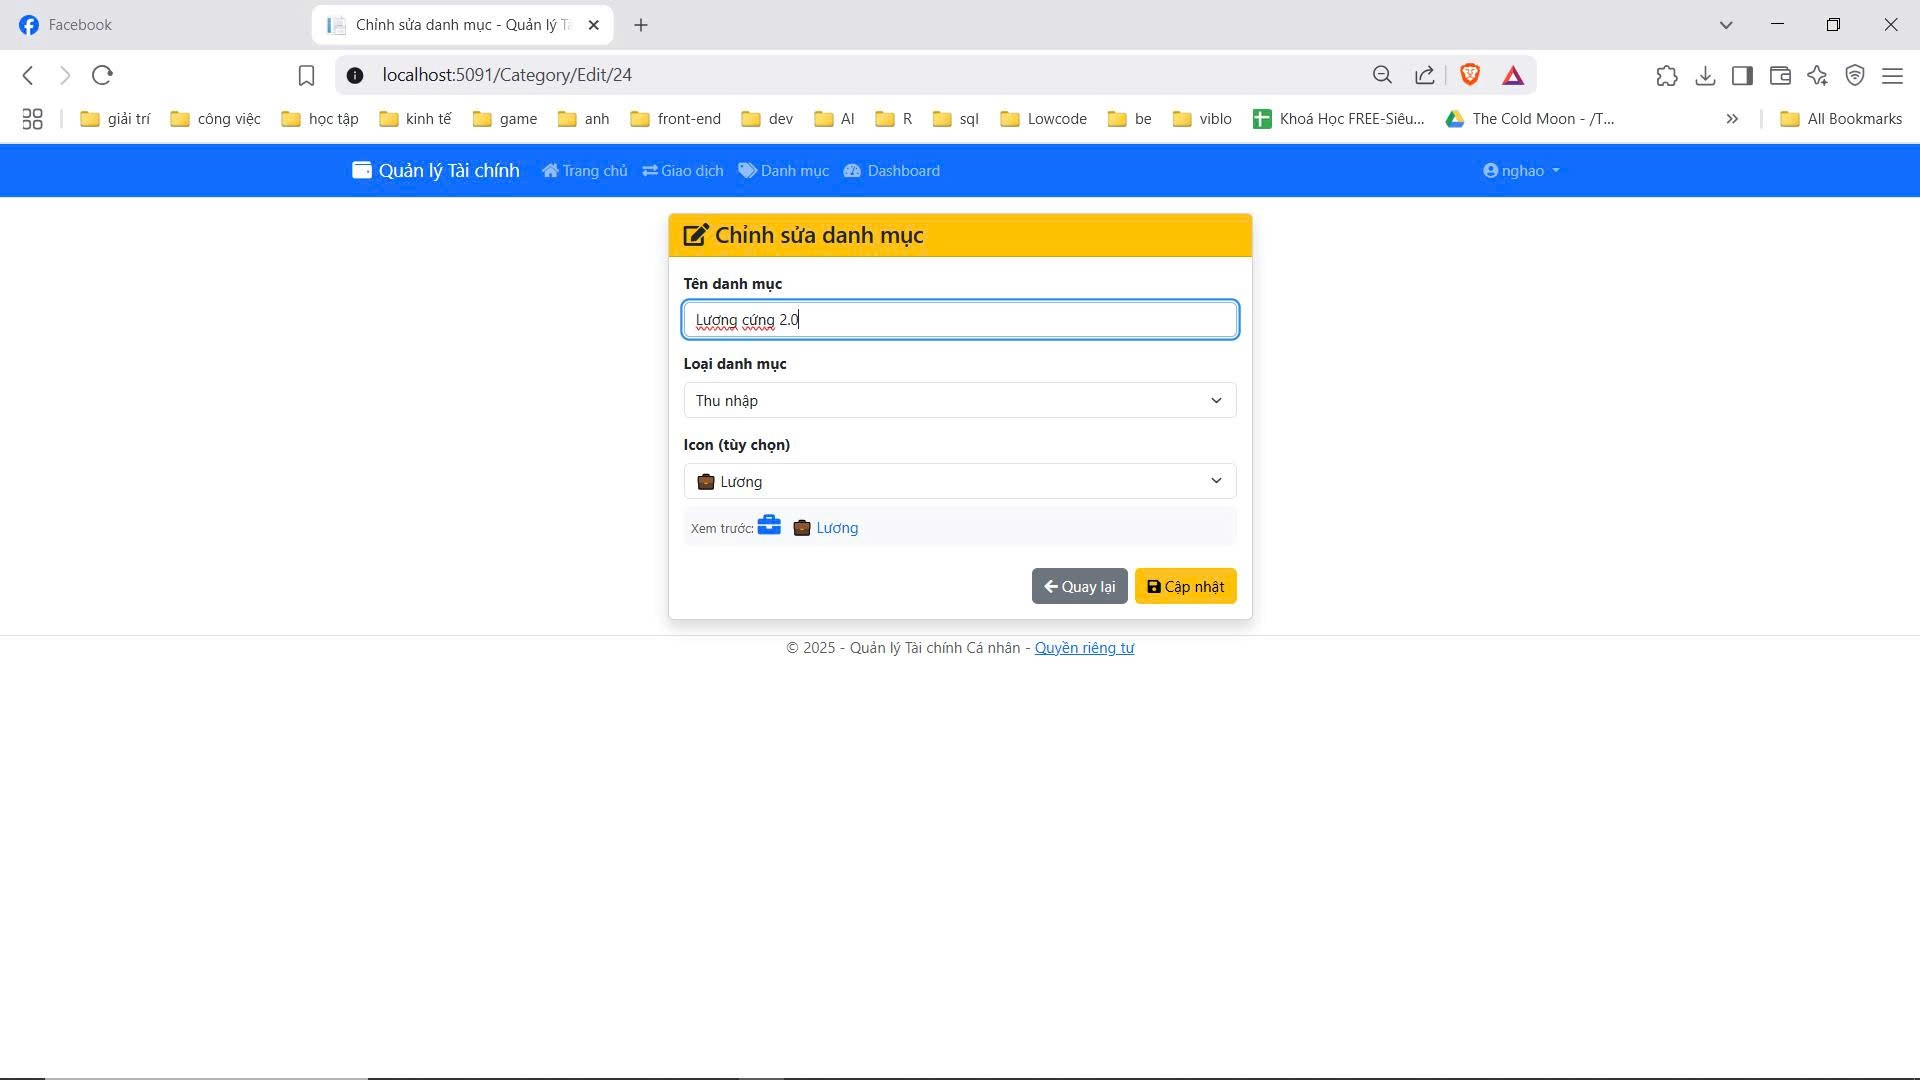 Facebook
Chỉnh sửa danh mục - Quản lý Tà
localhost:5091/Category/Edit/24
giải trí
công việc
học tập
kinh tế
game
anh
front-end
dev
AI
R
sql
Lowcode
be
viblo
Khoá Học FREE-Siêu...
The Cold Moon - /T...
All Bookmarks
Quản lý Tài chính
Trang chủ
Giao dịch
Danh mục
Dashboard
nghao
Chỉnh sửa danh mục
Tên danh mục
Lương cứng 2.0
Loại danh mục
Thu nhập
Icon (tùy chọn)
Lương
Xem trước: Lương
Quay lại
Cập nhật
© 2025 - Quản lý Tài chính Cá nhân - Quyền riêng tư